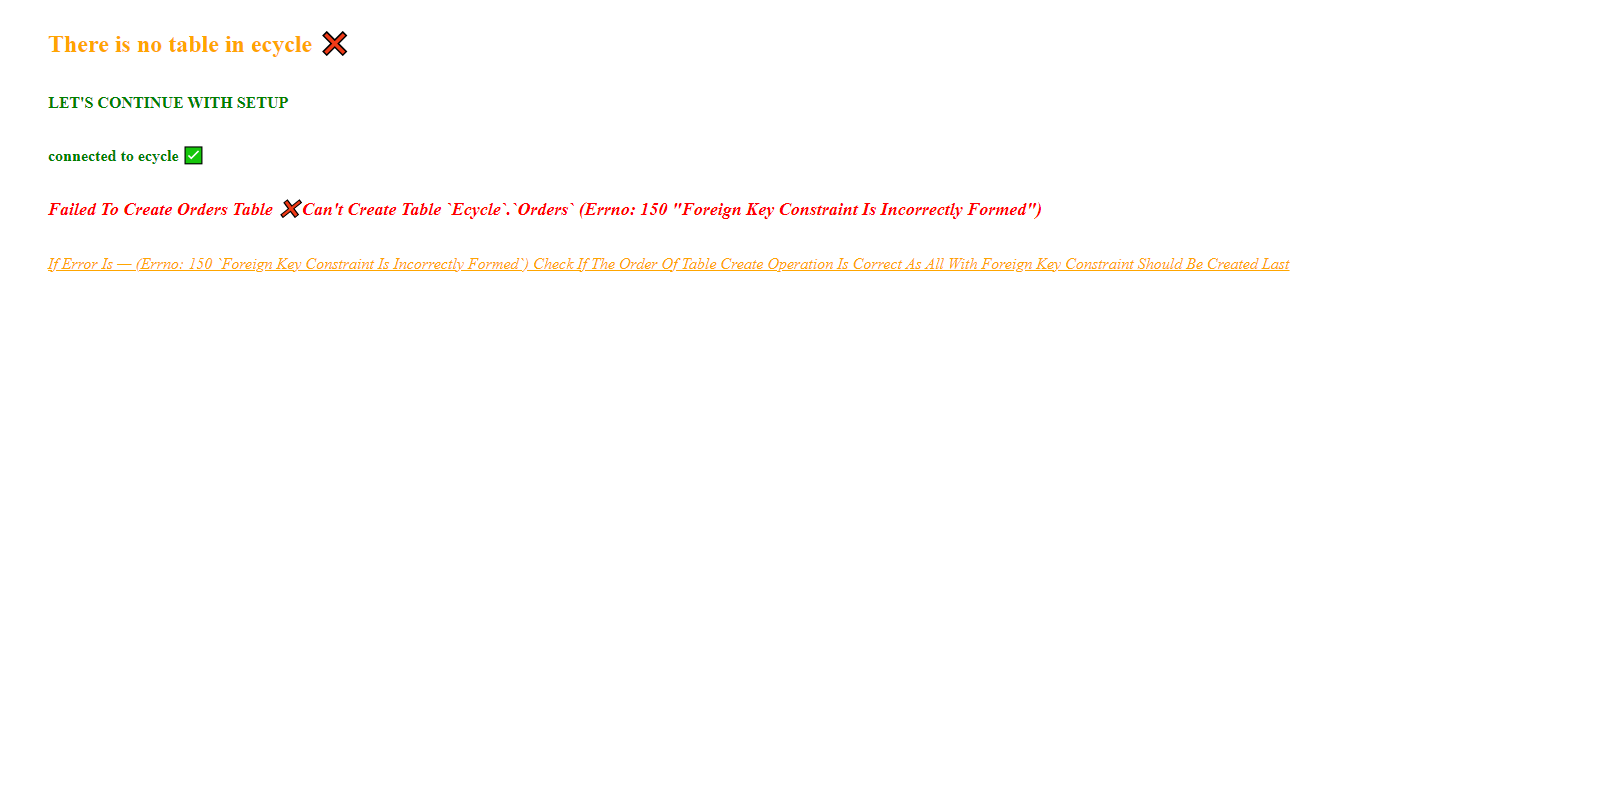 There is no table in ecycle ❌
LET'S CONTINUE WITH SETUP
connected to ecycle ✅
Failed To Create Orders Table ❌Can't Create Table `Ecycle`.`Orders` (Errno: 150 "Foreign Key Constraint Is Incorrectly Formed")
If Error Is — (Errno: 150 `Foreign Key Constraint Is Incorrectly Formed`) Check If The Order Of Table Create Operation Is Correct As All With Foreign Key Constraint Should Be Created Last